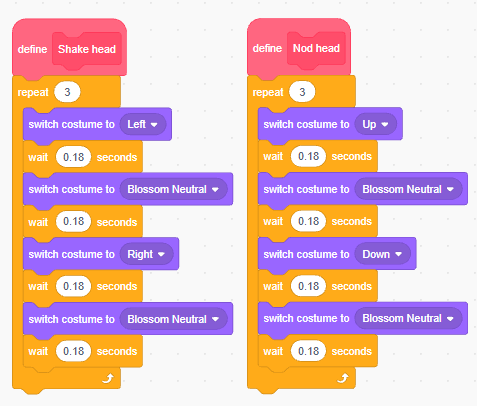 define Shake head
repeat 3
switch costume to Left
wait 0.18 seconds
switch costume to Blossom Neutral
wait 0.18 seconds
switch costume to Right
wait 0.18 seconds
switch costume to Blossom Neutral
wait 0.18 seconds
define Nod head
repeat 3
switch costume to Up
wait 0.18 seconds
switch costume to Blossom Neutral
wait 0.18 seconds
switch costume to Down
wait 0.18 seconds
switch costume to Blossom Neutral
wait 0.18 seconds